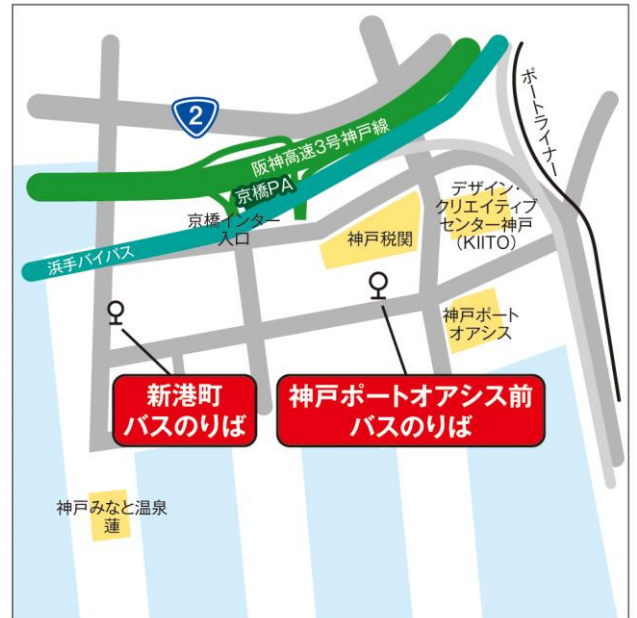 2
阪神高速3号神戸線
ポートライナー
京橋PA
京橋インター
入口
浜手バイパス
神戸税関
デザイン・
クリエイティブ
センター神戸
（KIITO）
神戸ポート
オアシス
新港町
バスのりば
神戸ポートオアシス前
バスのりば
神戸みなと温泉
蓮